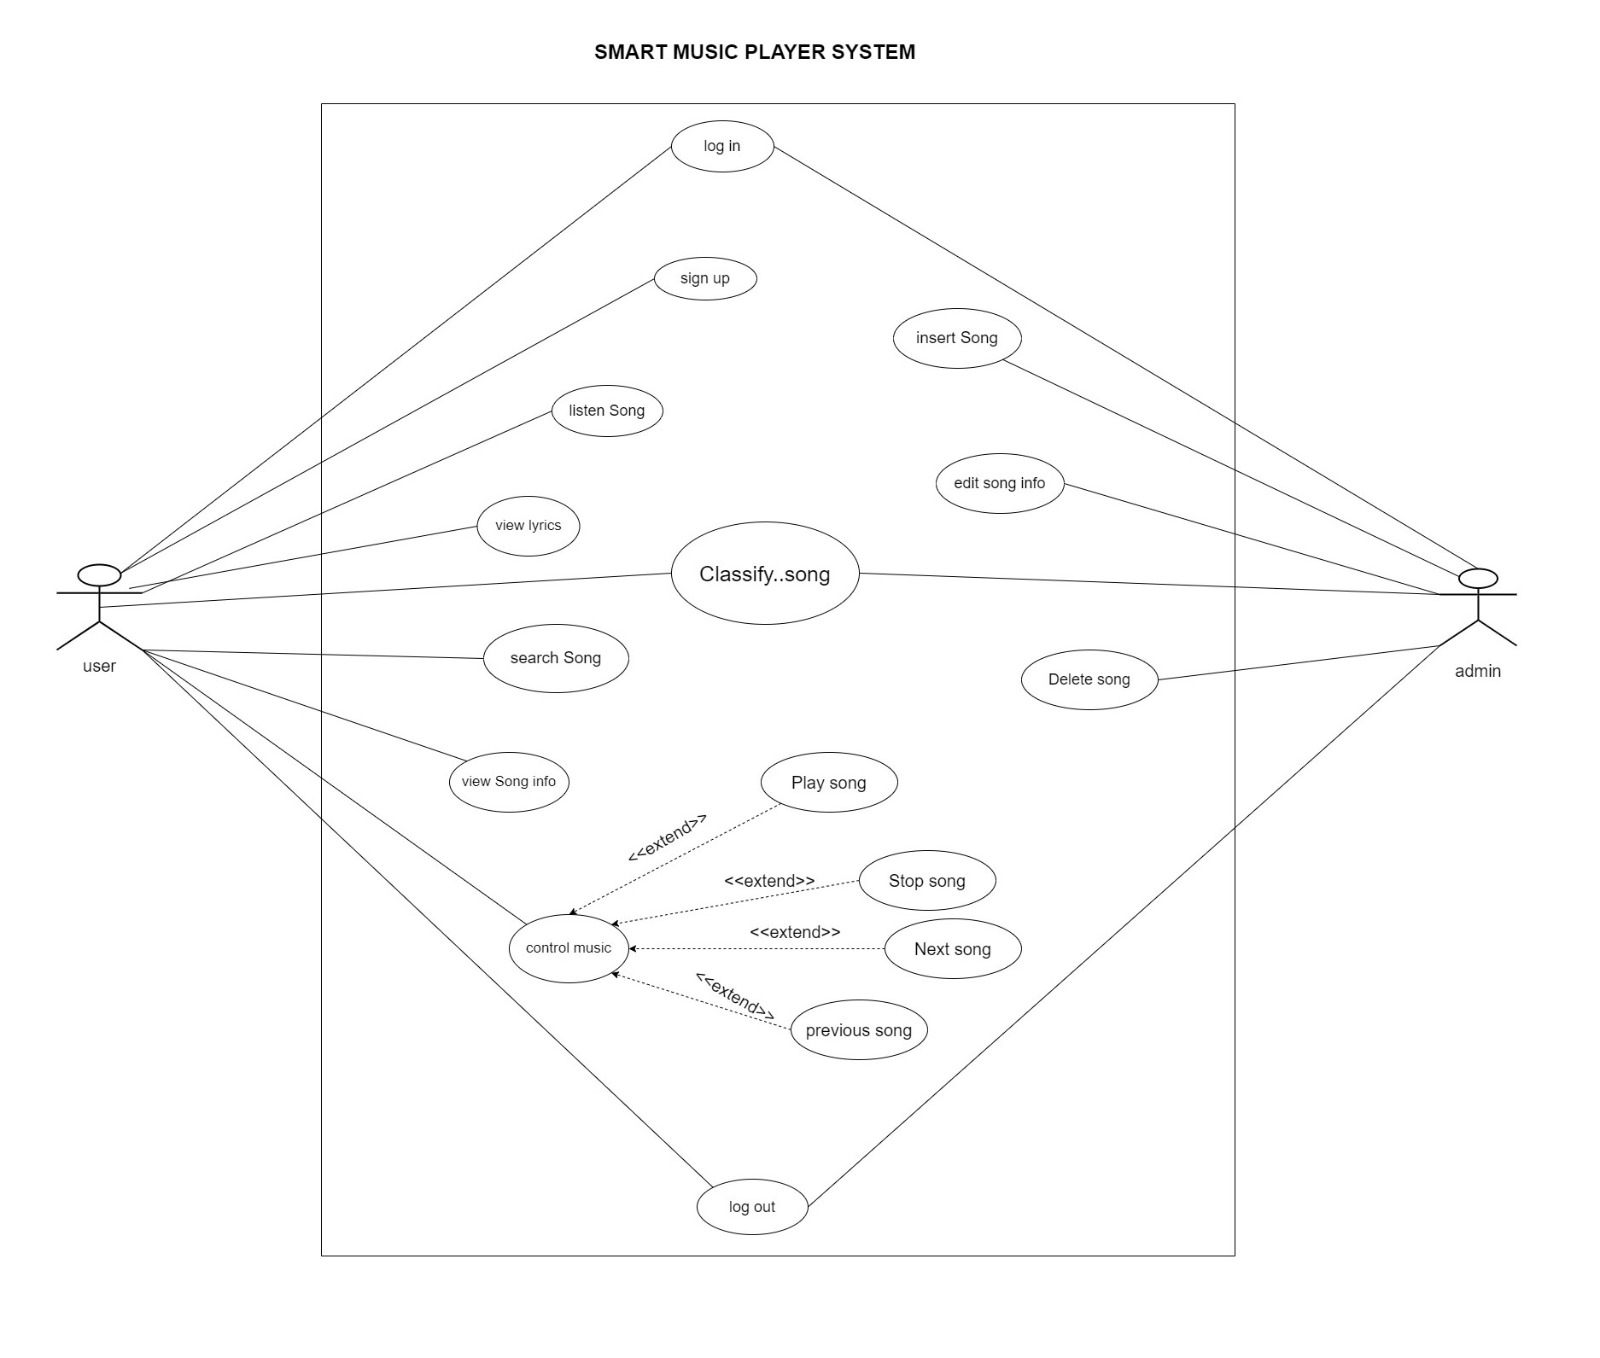 SMART MUSIC PLAYER SYSTEM
log in
sign up
insert Song
listen Song
edit song info
view lyrics
Classify..song
user
search Song
admin
Delete song
view Song info
Play song
<<extend>>
<<extend>>
Stop song
<<extend>>
control music
Next song
<<extend>>
previous song
log out